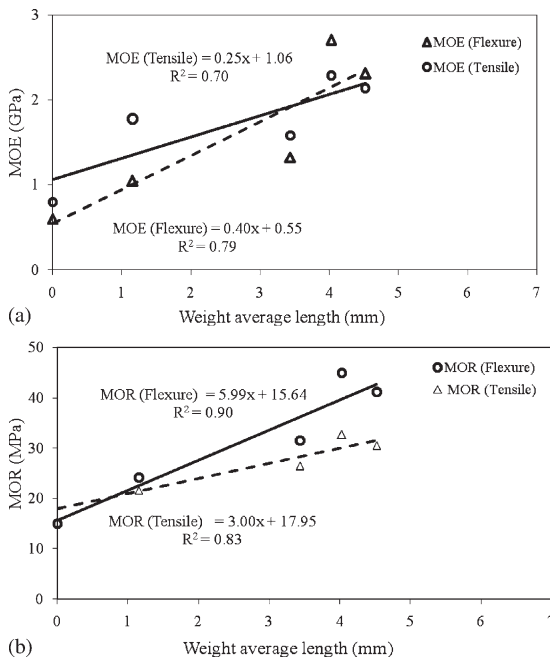 3
MOE (Flexure)
MOE (Tensile) = 0.25x + 1.06
MOE (Tensile)
R² = 0.70
2
MOE (GPa)
1
MOE (Flexure) = 0.40x + 0.55
R² = 0.79
0
0 1 2 3 4 5 6 7
(a) Weight average length (mm)
50
MOR (Flexure)
MOR (Flexure) = 5.99x + 15.64
MOR (Tensile)
R² = 0.90
40
30
MOR (MPa)
20
MOR (Tensile) = 3.00x + 17.95
R² = 0.83
10
0
0 1 2 3 4 5 6 7
(b) Weight average length (mm)